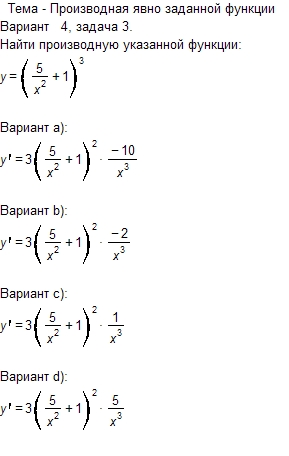 Тема - Производная явно заданной функции
Вариант 4, задача 3.
Найти производную указанной функции:
y = (5/x² + 1)³
Вариант a):
y' = 3(5/x² + 1)² · −10/x³
Вариант b):
y' = 3(5/x² + 1)² · −2/x³
Вариант c):
y' = 3(5/x² + 1)² · 1/x³
Вариант d):
y' = 3(5/x² + 1)² · 5/x³